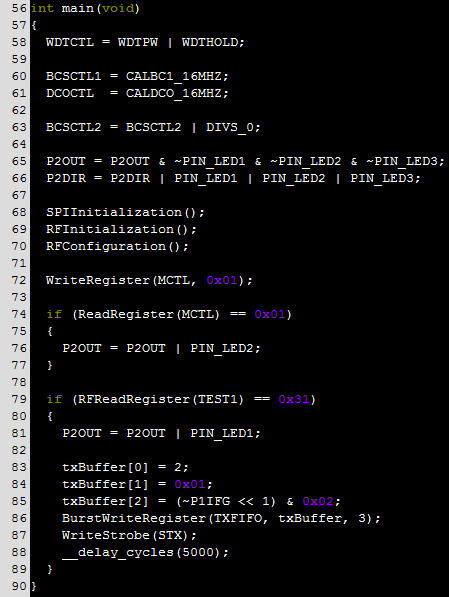 56 int main(void)
57 {
58 WDTCTL = WDTPW | WDTHOLD;
59
60 BCSCTL1 = CALBC1_16MHZ;
61 DCOCTL  = CALDCO_16MHZ;
62
63 BCSCTL2 = BCSCTL2 | DIVS_0;
64
65 P2OUT = P2OUT & ~PIN_LED1 & ~PIN_LED2 & ~PIN_LED3;
66 P2DIR = P2DIR | PIN_LED1 | PIN_LED2 | PIN_LED3;
67
68 SPIInitialization();
69 RFInitialization();
70 RFConfiguration();
71
72 WriteRegister(MCTL, 0x01);
73
74 if (ReadRegister(MCTL) == 0x01)
75 {
76 P2OUT = P2OUT | PIN_LED2;
77 }
78
79 if (RFReadRegister(TEST1) == 0x31)
80 {
81 P2OUT = P2OUT | PIN_LED1;
82
83 txBuffer[0] = 2;
84 txBuffer[1] = 0x01;
85 txBuffer[2] = (~P1IFG << 1) & 0x02;
86 BurstWriteRegister(TXFIFO, txBuffer, 3);
87 WriteStrobe(STX);
88 __delay_cycles(5000);
89 }
90 }